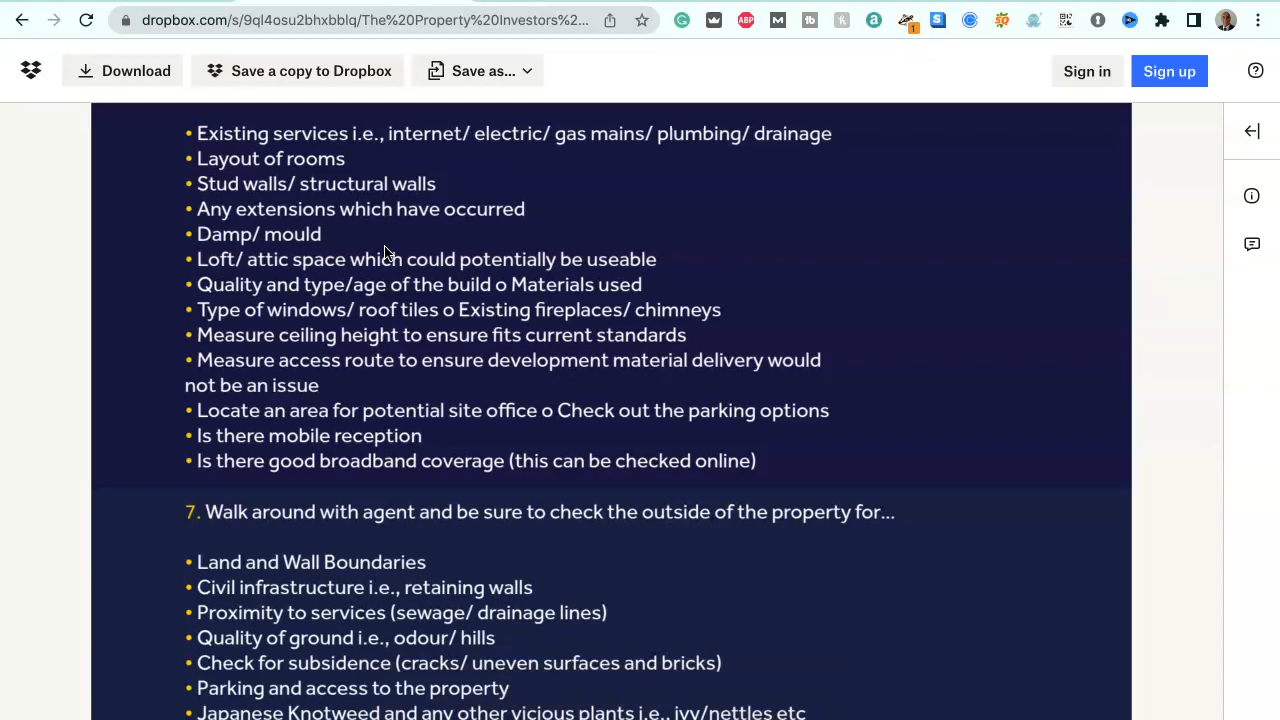 dropbox.com/s/9ql4osu2bhxbblq/The%20Property%20Investors%2...
ABP
1
Download
Save a copy to Dropbox
Save as...
Sign in
Sign up
• Existing services i.e., internet/ electric/ gas mains/ plumbing/ drainage
• Layout of rooms
• Stud walls/ structural walls
• Any extensions which have occurred
• Damp/ mould
• Loft/ attic space which could potentially be useable
• Quality and type/age of the build o Materials used
• Type of windows/ roof tiles o Existing fireplaces/ chimneys
• Measure ceiling height to ensure fits current standards
• Measure access route to ensure development material delivery would
not be an issue
• Locate an area for potential site office o Check out the parking options
• Is there mobile reception
• Is there good broadband coverage (this can be checked online)
7. Walk around with agent and be sure to check the outside of the property for...
• Land and Wall Boundaries
• Civil infrastructure i.e., retaining walls
• Proximity to services (sewage/ drainage lines)
• Quality of ground i.e., odour/ hills
• Check for subsidence (cracks/ uneven surfaces and bricks)
• Parking and access to the property
• Japanese Knotweed and any other vicious plants i.e., ivy/nettles etc